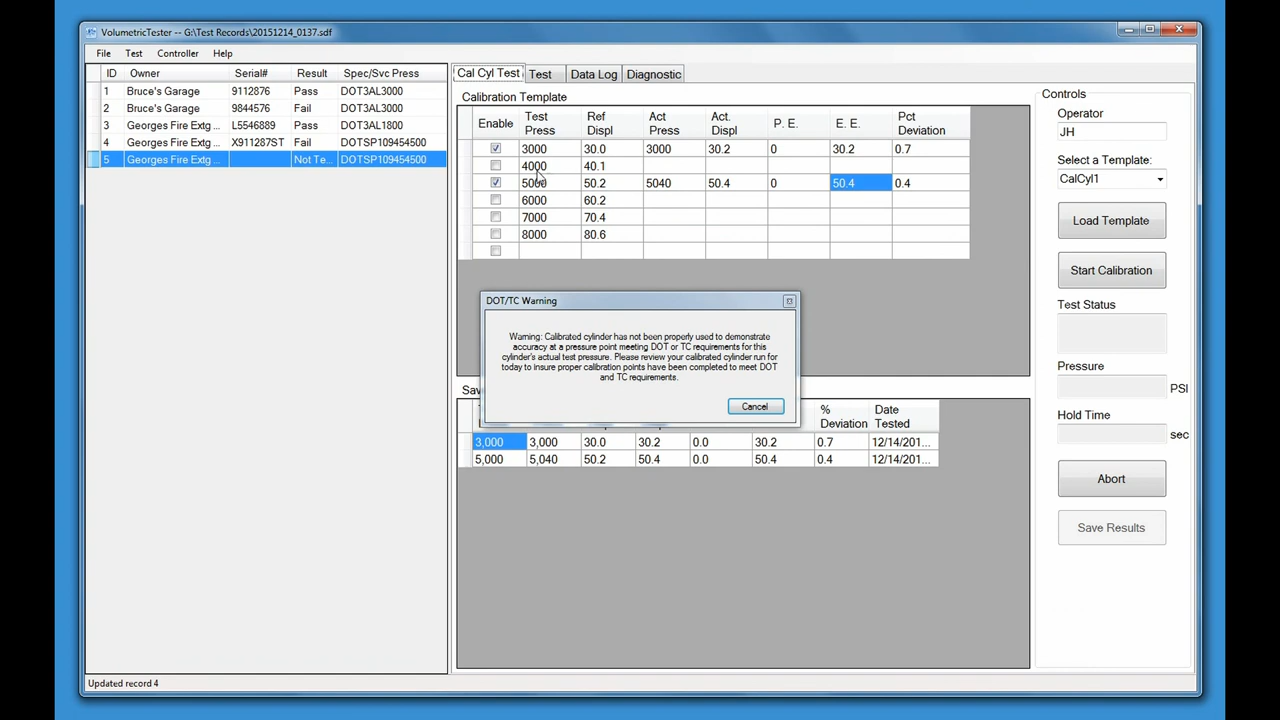 VolumetricTester -- G:\Test Records\20151214_0137.sdf
File Test Controller Help
ID Owner Serial# Result Spec/Svc Press
1 Bruce's Garage 9112876 Pass DOT3AL3000
2 Bruce's Garage 9844576 Fail DOT3AL3000
3 Georges Fire Extg ... L5546889 Pass DOT3AL1800
4 Georges Fire Extg ... X911287ST Fail DOTSP109454500
5 Georges Fire Extg ... Not Te... DOTSP109454500
Cal Cyl Test Test Data Log Diagnostic
Calibration Template
Enable Test Press Ref Displ Act Press Act. Displ P. E. E. E. Pct Deviation
3000 30.0 3000 30.2 0 30.2 0.7
4000 40.1
5000 50.2 5040 50.4 0 50.4 0.4
6000 60.2
7000 70.4
8000 80.6
DOT/TC Warning
Warning: Calibrated cylinder has not been properly used to demonstrate
accuracy at a pressure point meeting DOT or TC requirements for this
cylinder's actual test pressure. Please review your calibrated cylinder run for
today to insure proper calibration points have been completed to meet DOT
and TC requirements.
Cancel
% Deviation Date Tested
3,000 3,000 30.0 30.2 0.0 30.2 0.7 12/14/201...
5,000 5,040 50.2 50.4 0.0 50.4 0.4 12/14/201...
Controls
Operator
JH
Select a Template:
CalCyl1
Load Template
Start Calibration
Test Status
Pressure
PSI
Hold Time
sec
Abort
Save Results
Updated record 4